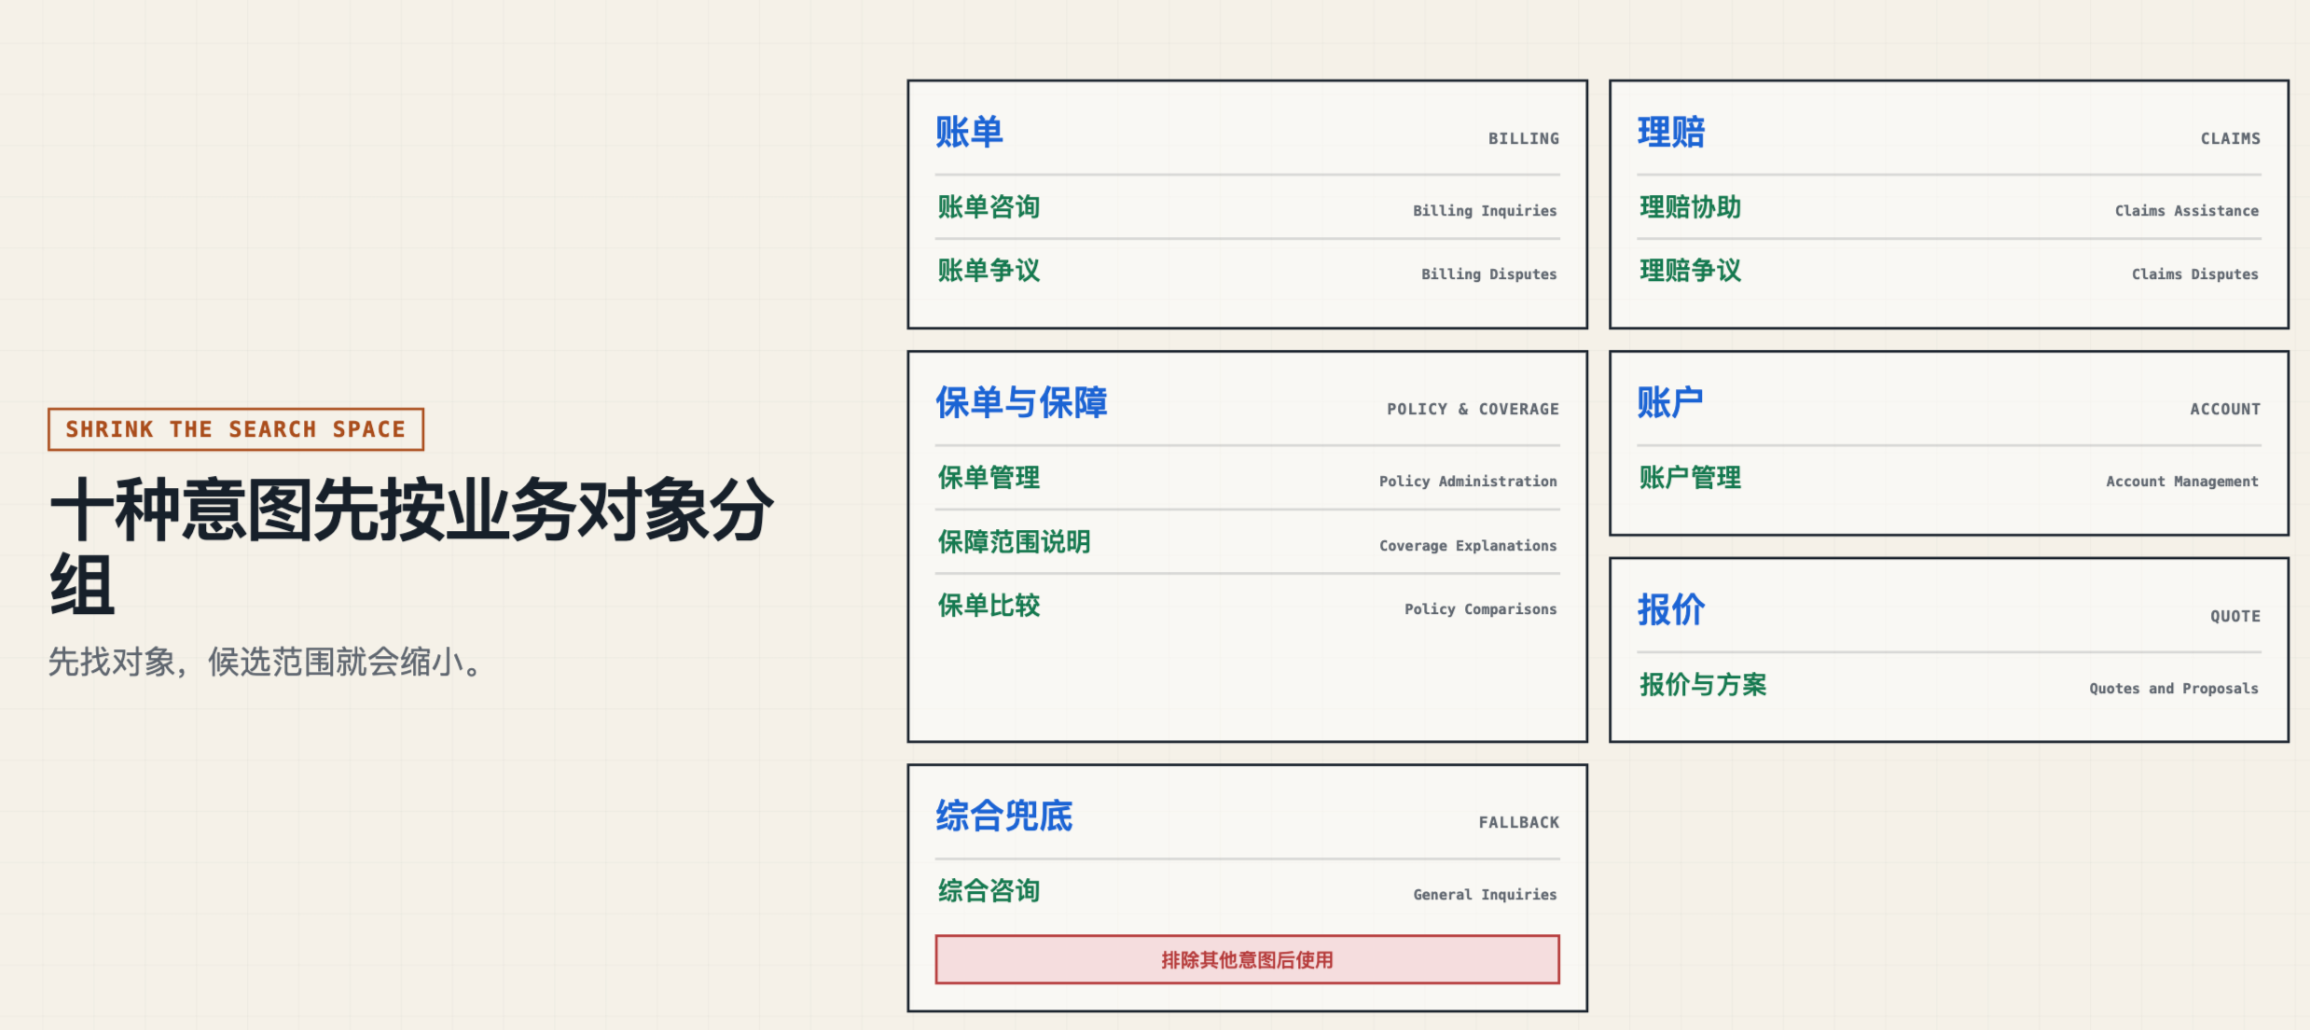 SHRINK THE SEARCH SPACE
十种意图先按业务对象分
组
先找对象，候选范围就会缩小。
账单 BILLING
账单咨询 Billing Inquiries
账单争议 Billing Disputes
理赔 CLAIMS
理赔协助 Claims Assistance
理赔争议 Claims Disputes
保单与保障 POLICY & COVERAGE
保单管理 Policy Administration
保障范围说明 Coverage Explanations
保单比较 Policy Comparisons
账户 ACCOUNT
账户管理 Account Management
报价 QUOTE
报价与方案 Quotes and Proposals
综合兜底 FALLBACK
综合咨询 General Inquiries
排除其他意图后使用